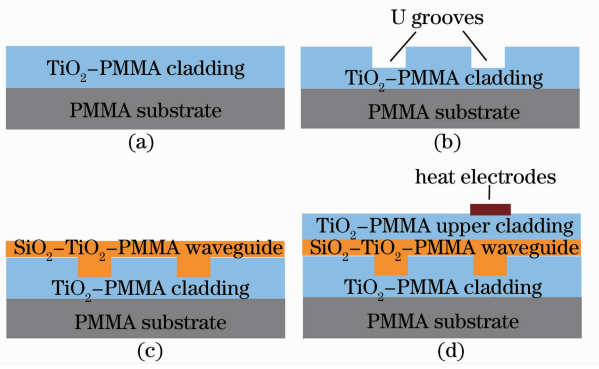 U grooves
TiO₂–PMMA cladding
PMMA substrate
(a)
TiO₂–PMMA cladding
PMMA substrate
(b)
SiO₂–TiO₂–PMMA waveguide
TiO₂–PMMA cladding
PMMA substrate
(c)
heat electrodes
TiO₂–PMMA upper cladding
SiO₂–TiO₂–PMMA waveguide
TiO₂–PMMA cladding
PMMA substrate
(d)